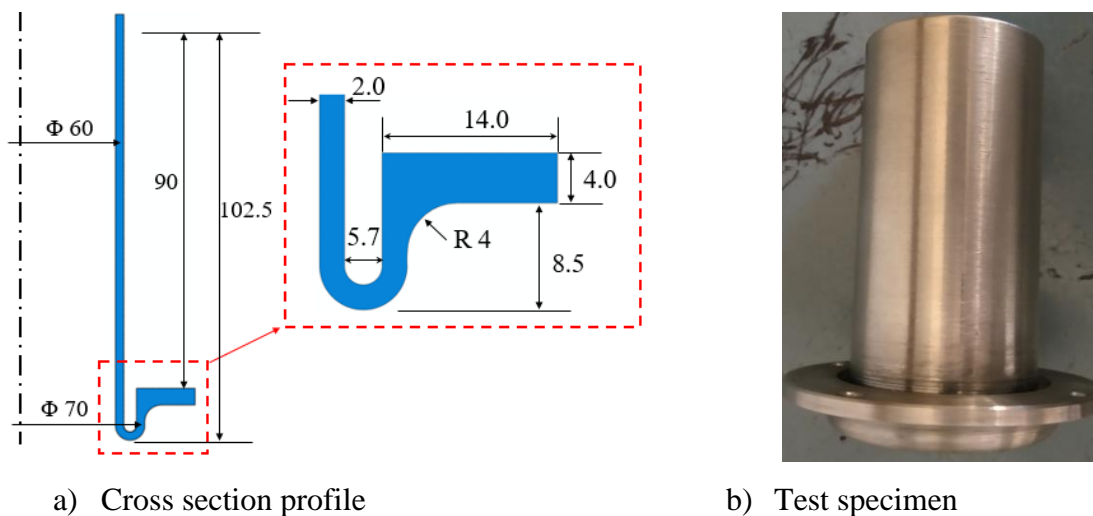 2.0
14.0
Φ 60
90
102.5
4.0
5.7
R 4
8.5
Φ 70
a) Cross section profile
b) Test specimen